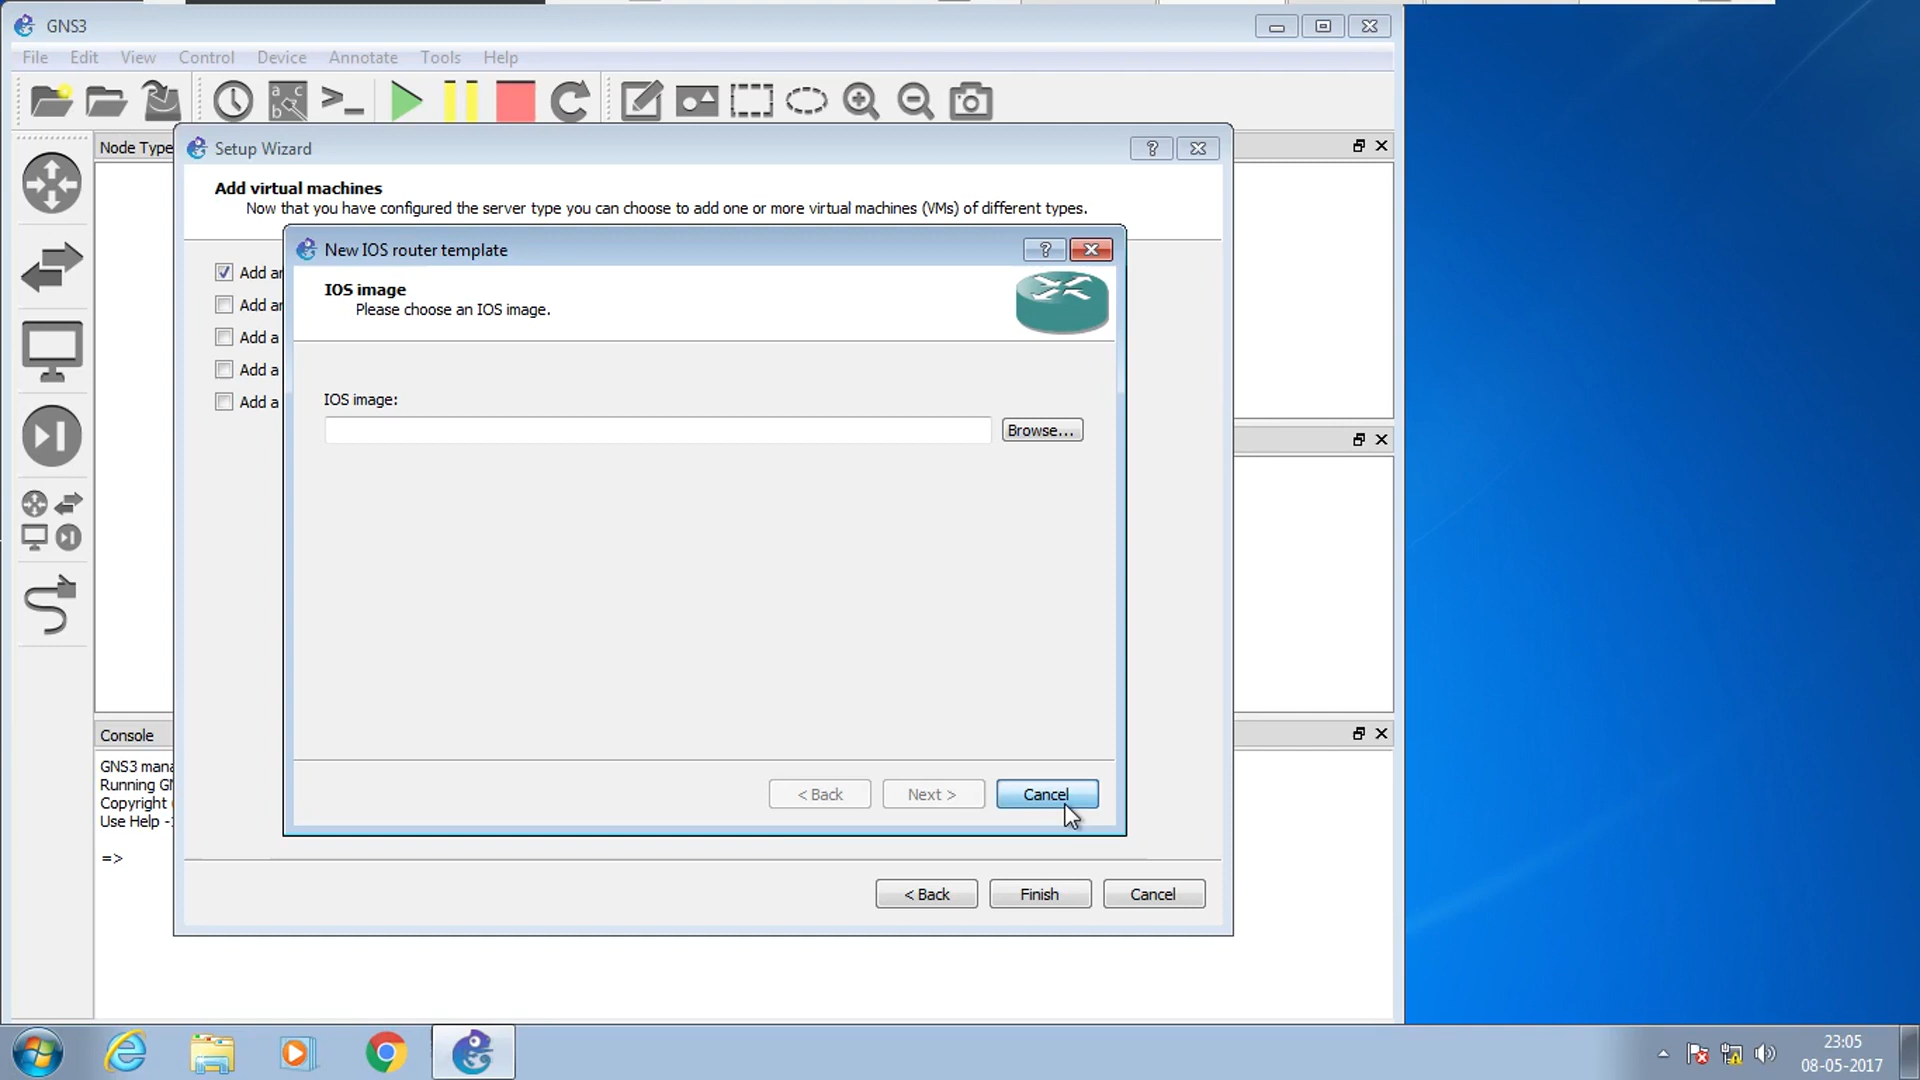 GNS3
File Edit View Control Device Annotate Tools Help
Node Type
Setup Wizard
Add virtual machines
Now that you have configured the server type you can choose to add one or more virtual machines (VMs) of different types.
New IOS router template
Add
Add
Add a
Add a
Add a
IOS image
Please choose an IOS image.
IOS image:
Browse...
< Back Next > Cancel
Console
GNS3
Running
Copyright
Use Help
=>
< Back Finish Cancel
23:05
08-05-2017